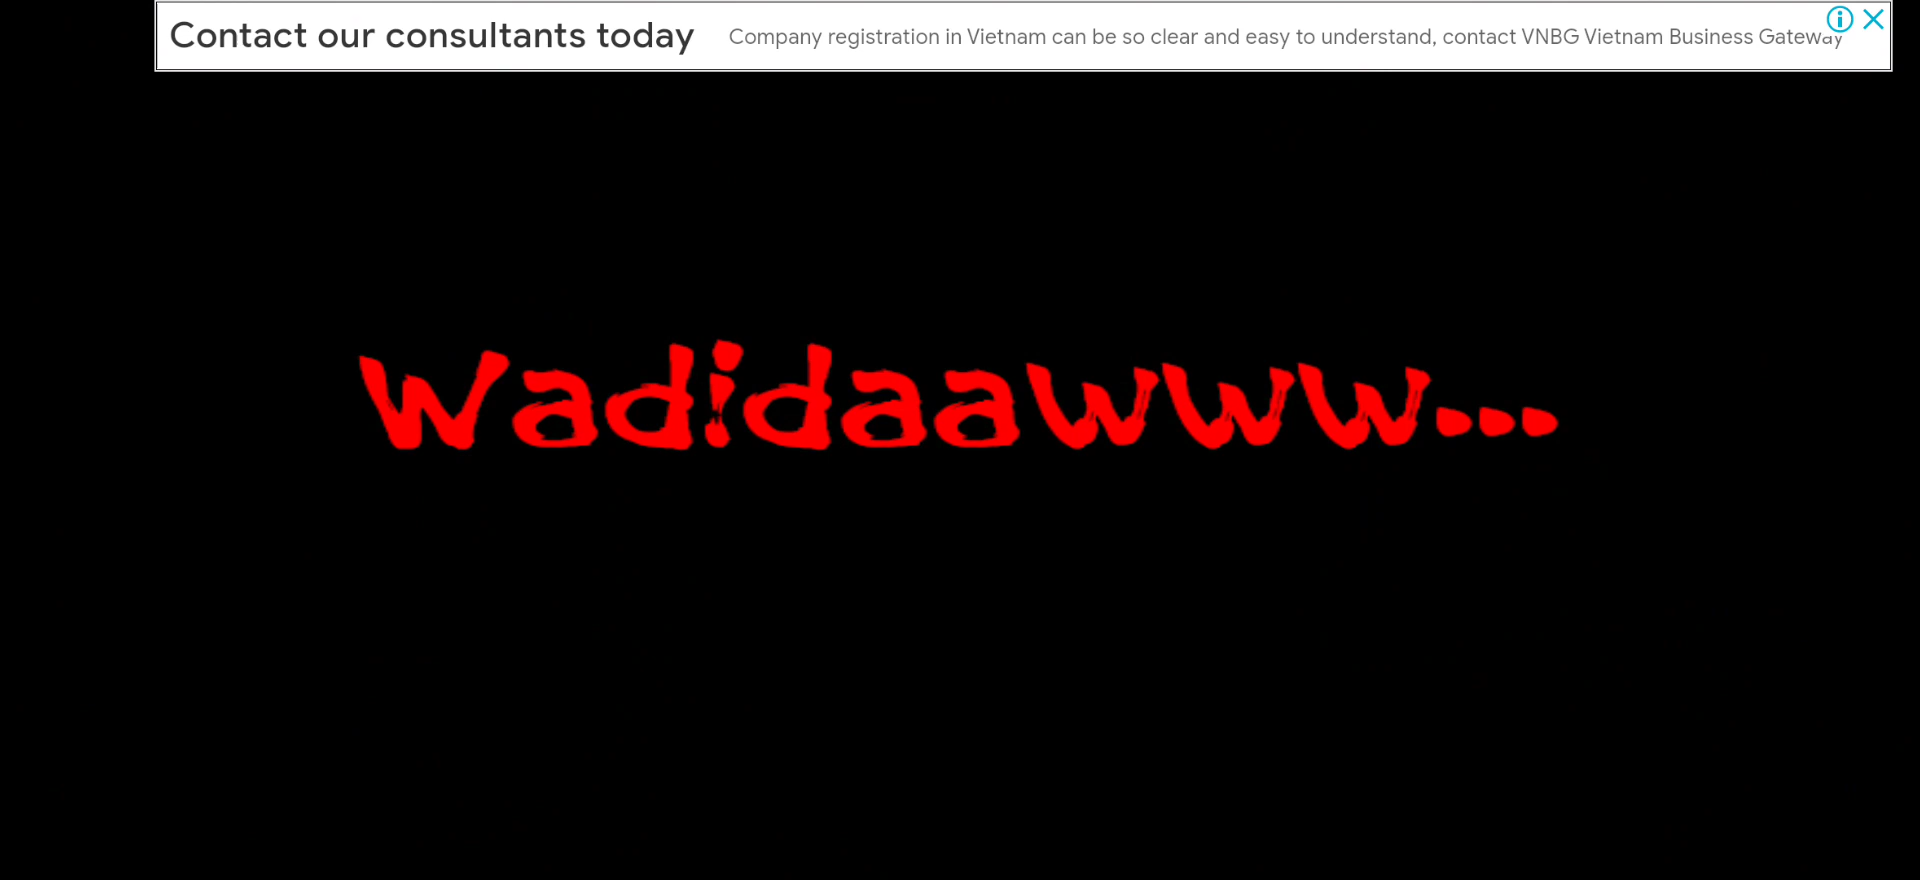 Contact our consultants today
Company registration in Vietnam can be so clear and easy to understand, contact VNBG Vietnam Business Gateway
Wadidaawww...